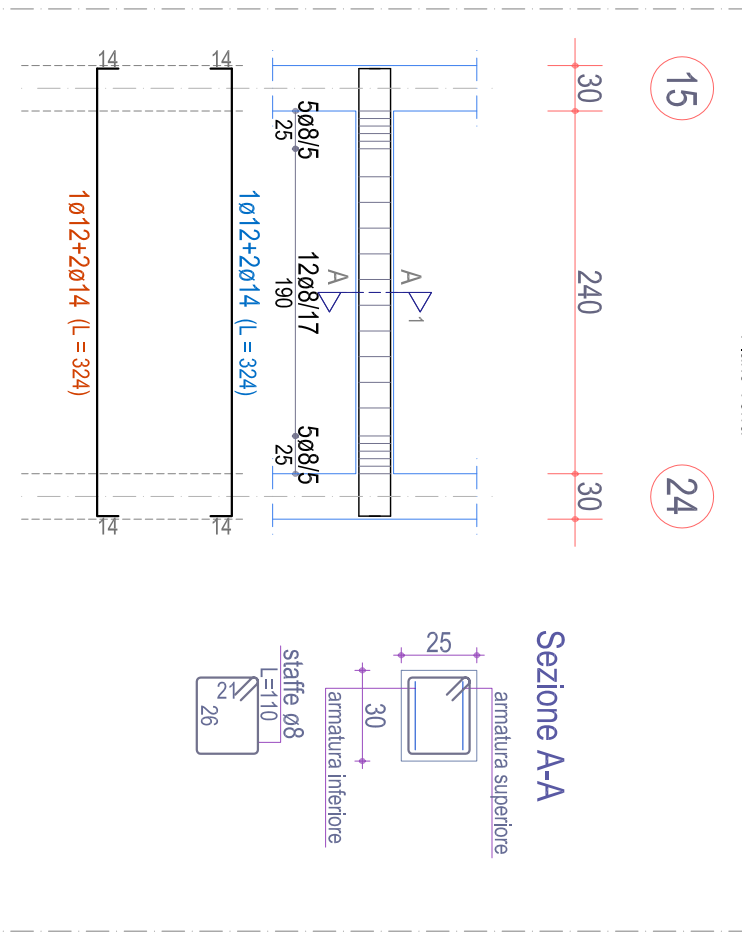 15
24
30
240
30
1
A
A
5ø8/5
12ø8/17
5ø8/5
25
190
25
1ø12+2ø14 (L = 324)
14
14
14
14
1ø12+2ø14 (L = 324)
Sezione A-A
armatura superiore
25
30
armatura inferiore
staffe ø8
L=110
21
26